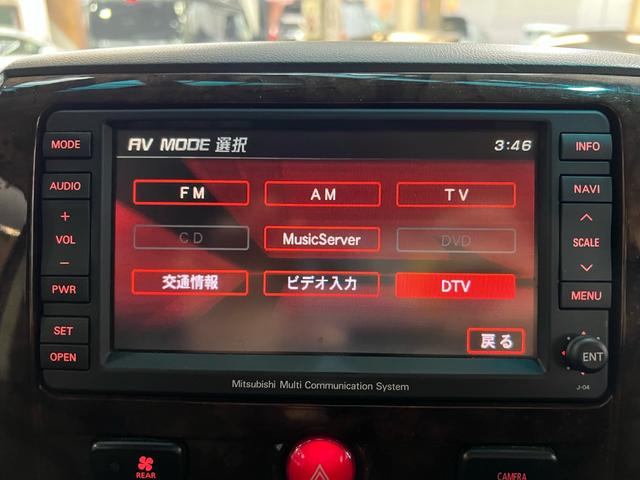 MODE
AUDIO
+
VOL
−
PWR
SET
OPEN
AV MODE 選択
3:46
FM
AM
TV
CD
MusicServer
DVD
交通情報
ビデオ入力
DTV
戻る
INFO
NAVI
SCALE
MENU
ENT
J-04
Mitsubishi Multi Communication System
REAR
CAMERA